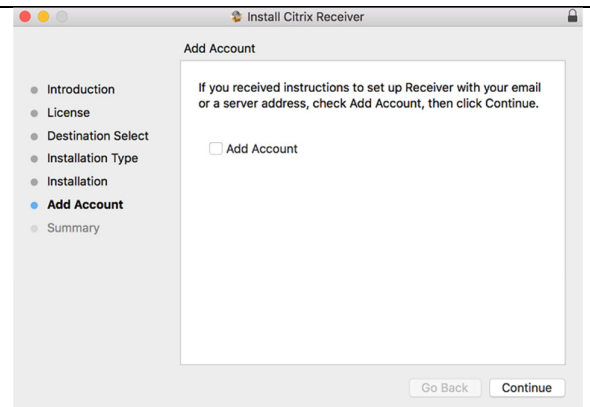 Install Citrix Receiver
Add Account
Introduction
License
Destination Select
Installation Type
Installation
Add Account
Summary
If you received instructions to set up Receiver with your email
or a server address, check Add Account, then click Continue.
Add Account
Go Back
Continue